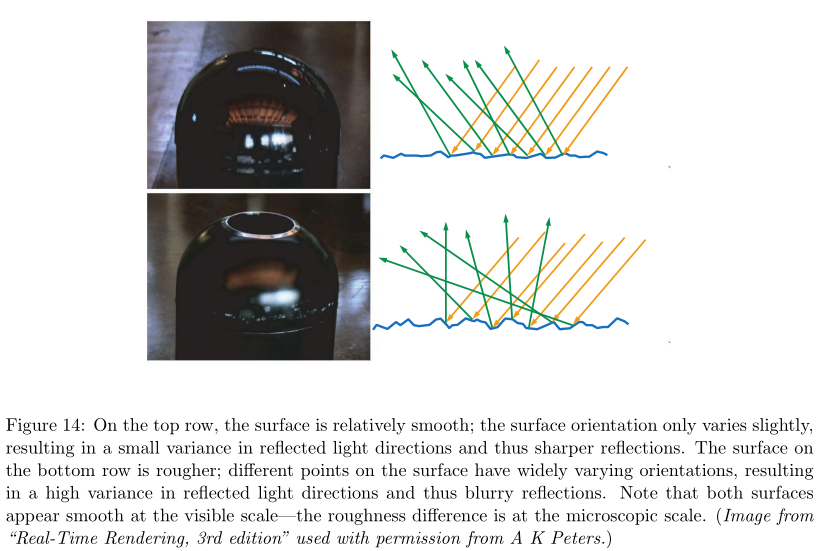 Figure 14: On the top row, the surface is relatively smooth; the surface orientation only varies slightly,
resulting in a small variance in reflected light directions and thus sharper reflections. The surface on
the bottom row is rougher; different points on the surface have widely varying orientations, resulting
in a high variance in reflected light directions and thus blurry reflections. Note that both surfaces
appear smooth at the visible scale—the roughness difference is at the microscopic scale. (Image from
“Real-Time Rendering, 3rd edition” used with permission from A K Peters.)